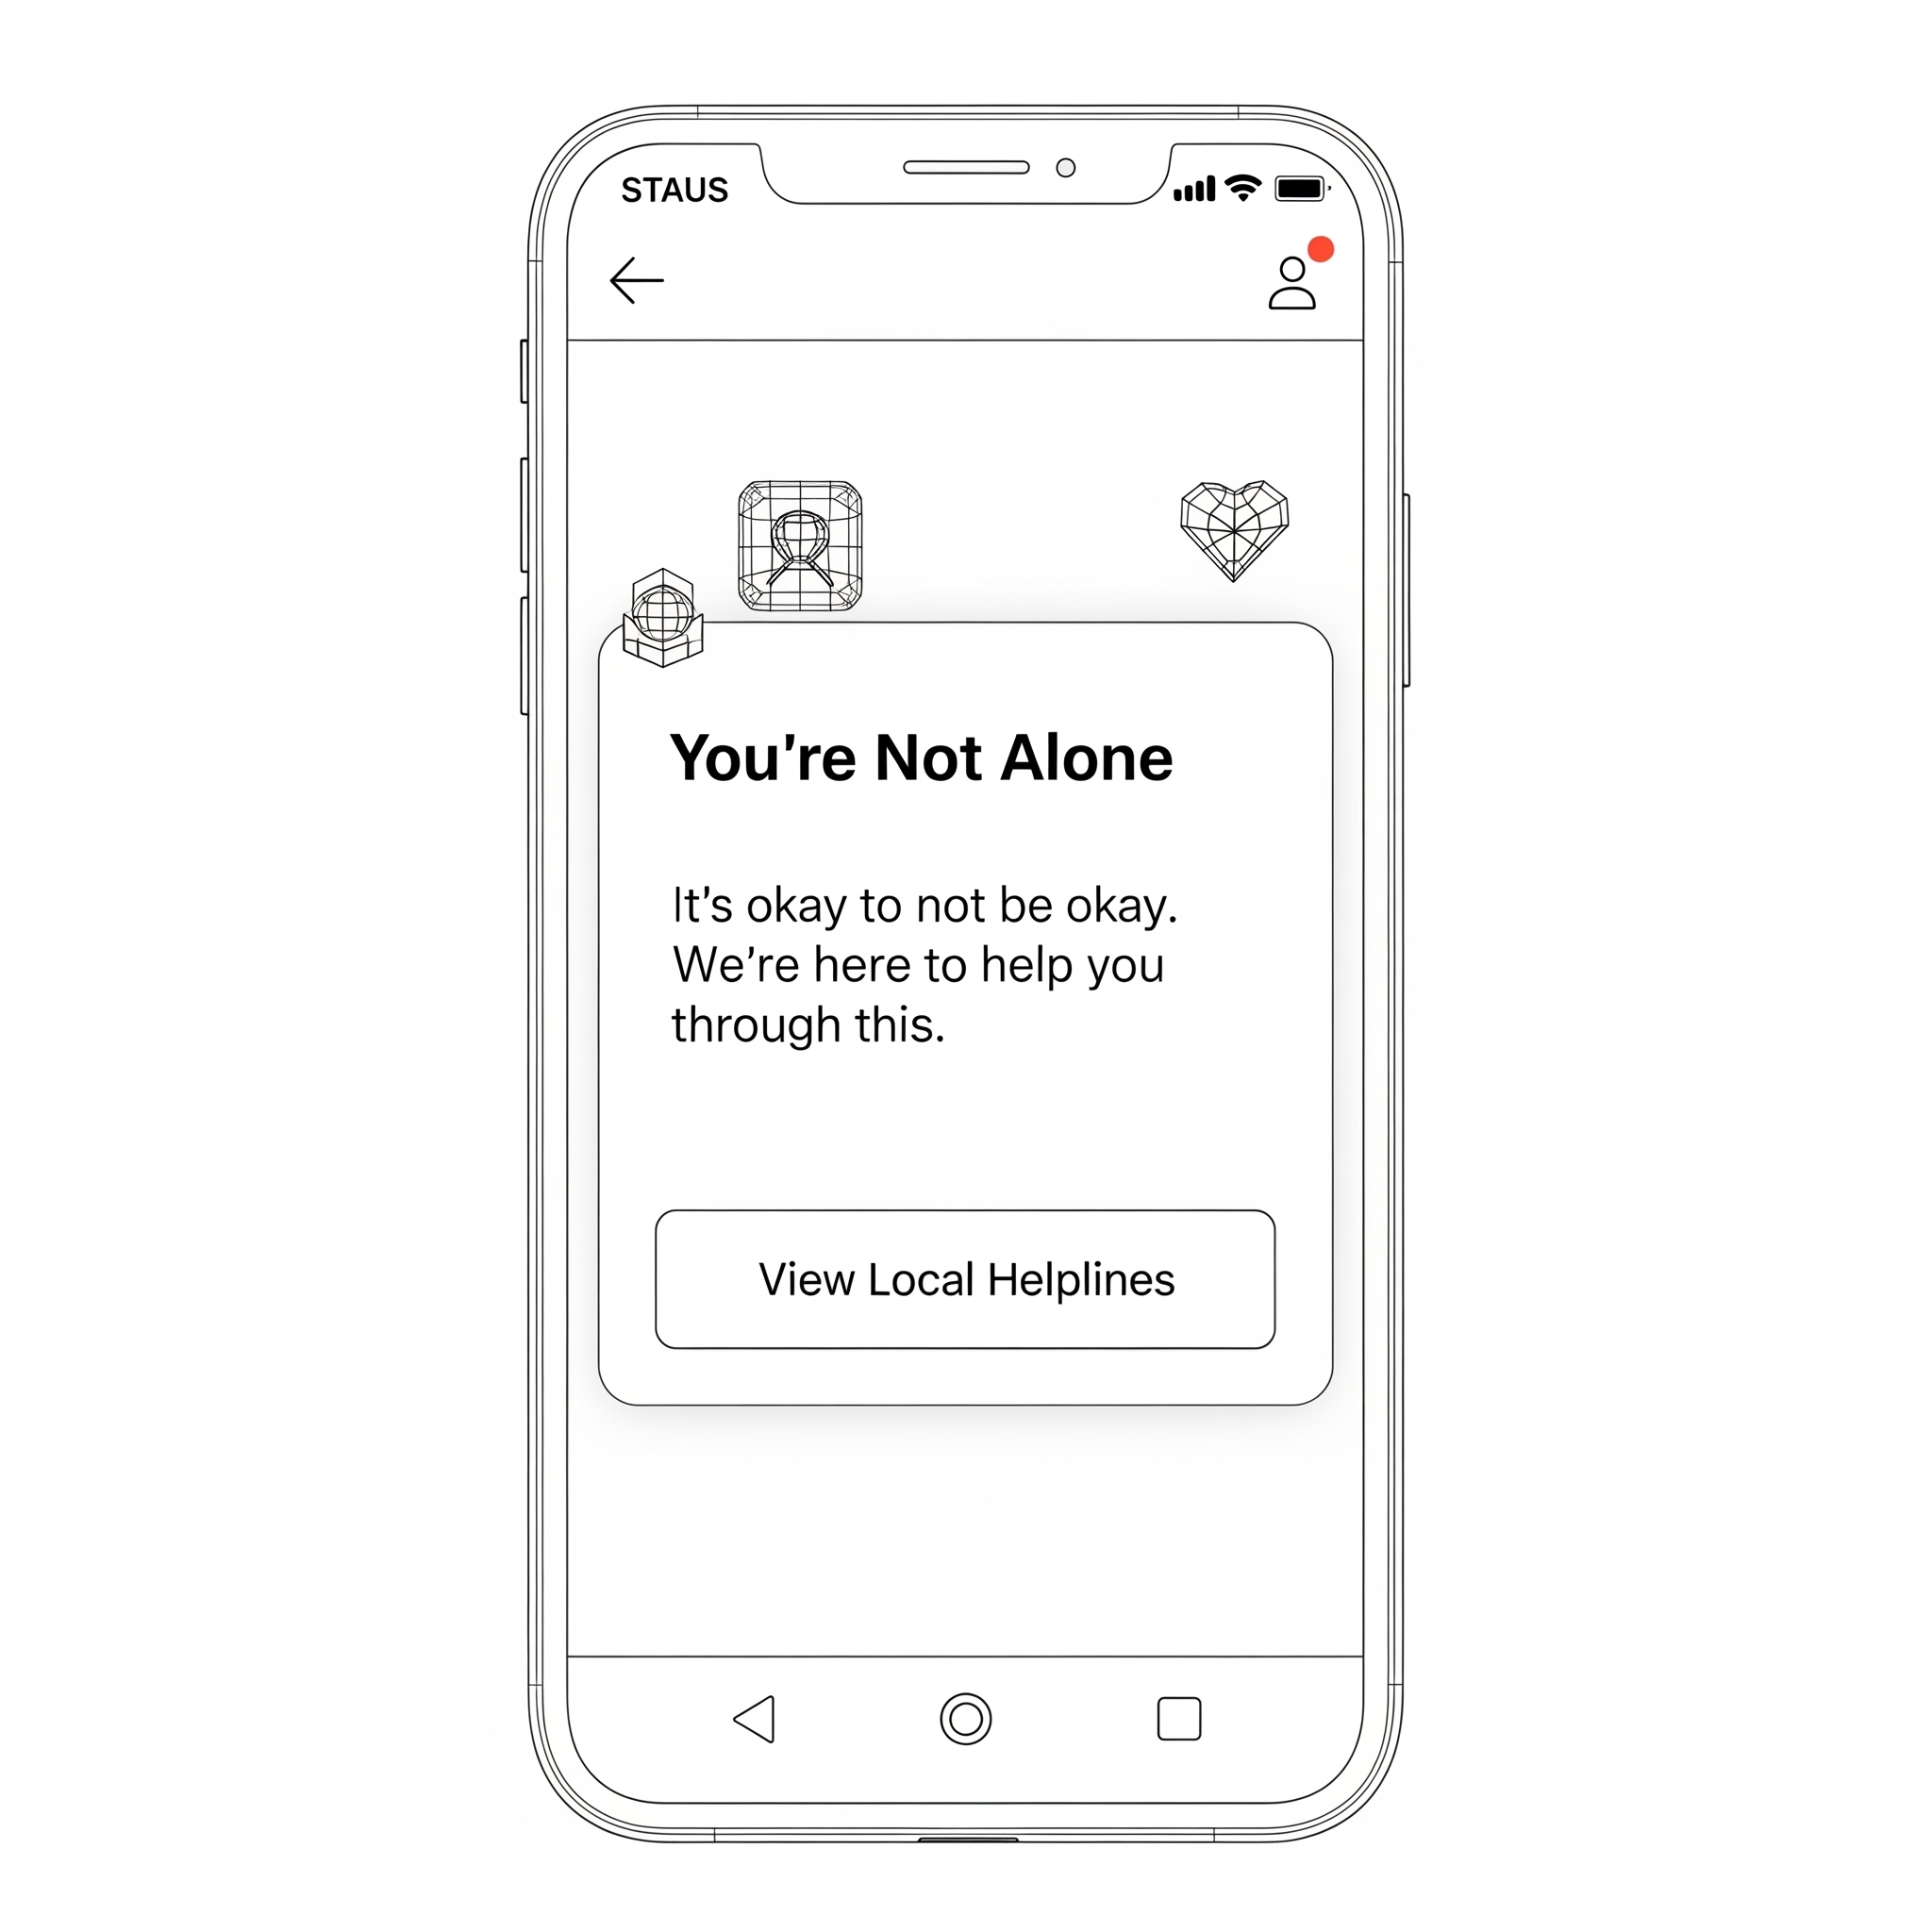 STAUS
You're Not Alone
It's okay to not be okay.
We're here to help you
through this.
View Local Helplines